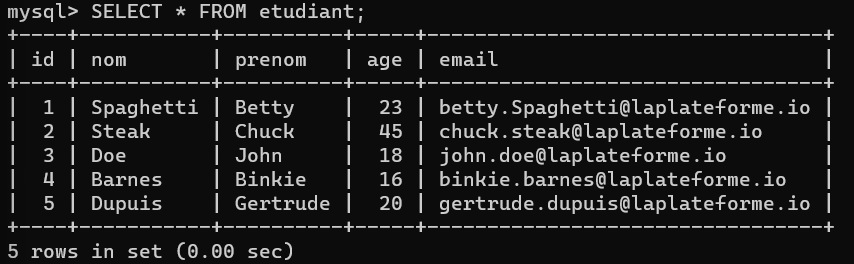 mysql> SELECT * FROM etudiant;
+----+-----------+----------+-----+---------------------------------+
| id | nom       | prenom   | age | email                           |
+----+-----------+----------+-----+---------------------------------+
|  1 | Spaghetti | Betty    |  23 | betty.Spaghetti@laplateforme.io |
|  2 | Steak     | Chuck    |  45 | chuck.steak@laplateforme.io     |
|  3 | Doe       | John     |  18 | john.doe@laplateforme.io        |
|  4 | Barnes    | Binkie   |  16 | binkie.barnes@laplateforme.io   |
|  5 | Dupuis    | Gertrude |  20 | gertrude.dupuis@laplateforme.io |
+----+-----------+----------+-----+---------------------------------+
5 rows in set (0.00 sec)